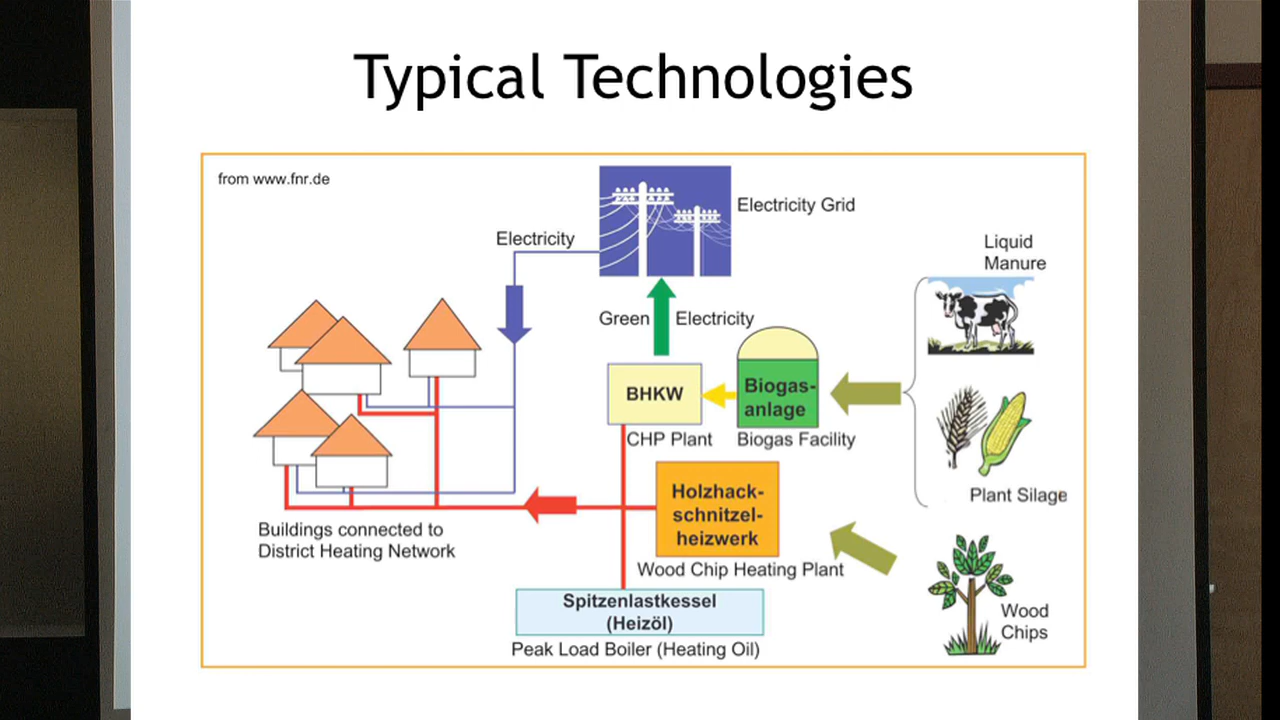 Typical Technologies
from www.fnr.de
Electricity Grid
Electricity
Liquid
Manure
Green Electricity
BHKW
Biogas-
anlage
CHP Plant
Biogas Facility
Plant Silage
Holzhack-
schnitzel-
heizwerk
Buildings connected to
District Heating Network
Wood Chip Heating Plant
Spitzenlastkessel
(Heizöl)
Wood
Chips
Peak Load Boiler (Heating Oil)